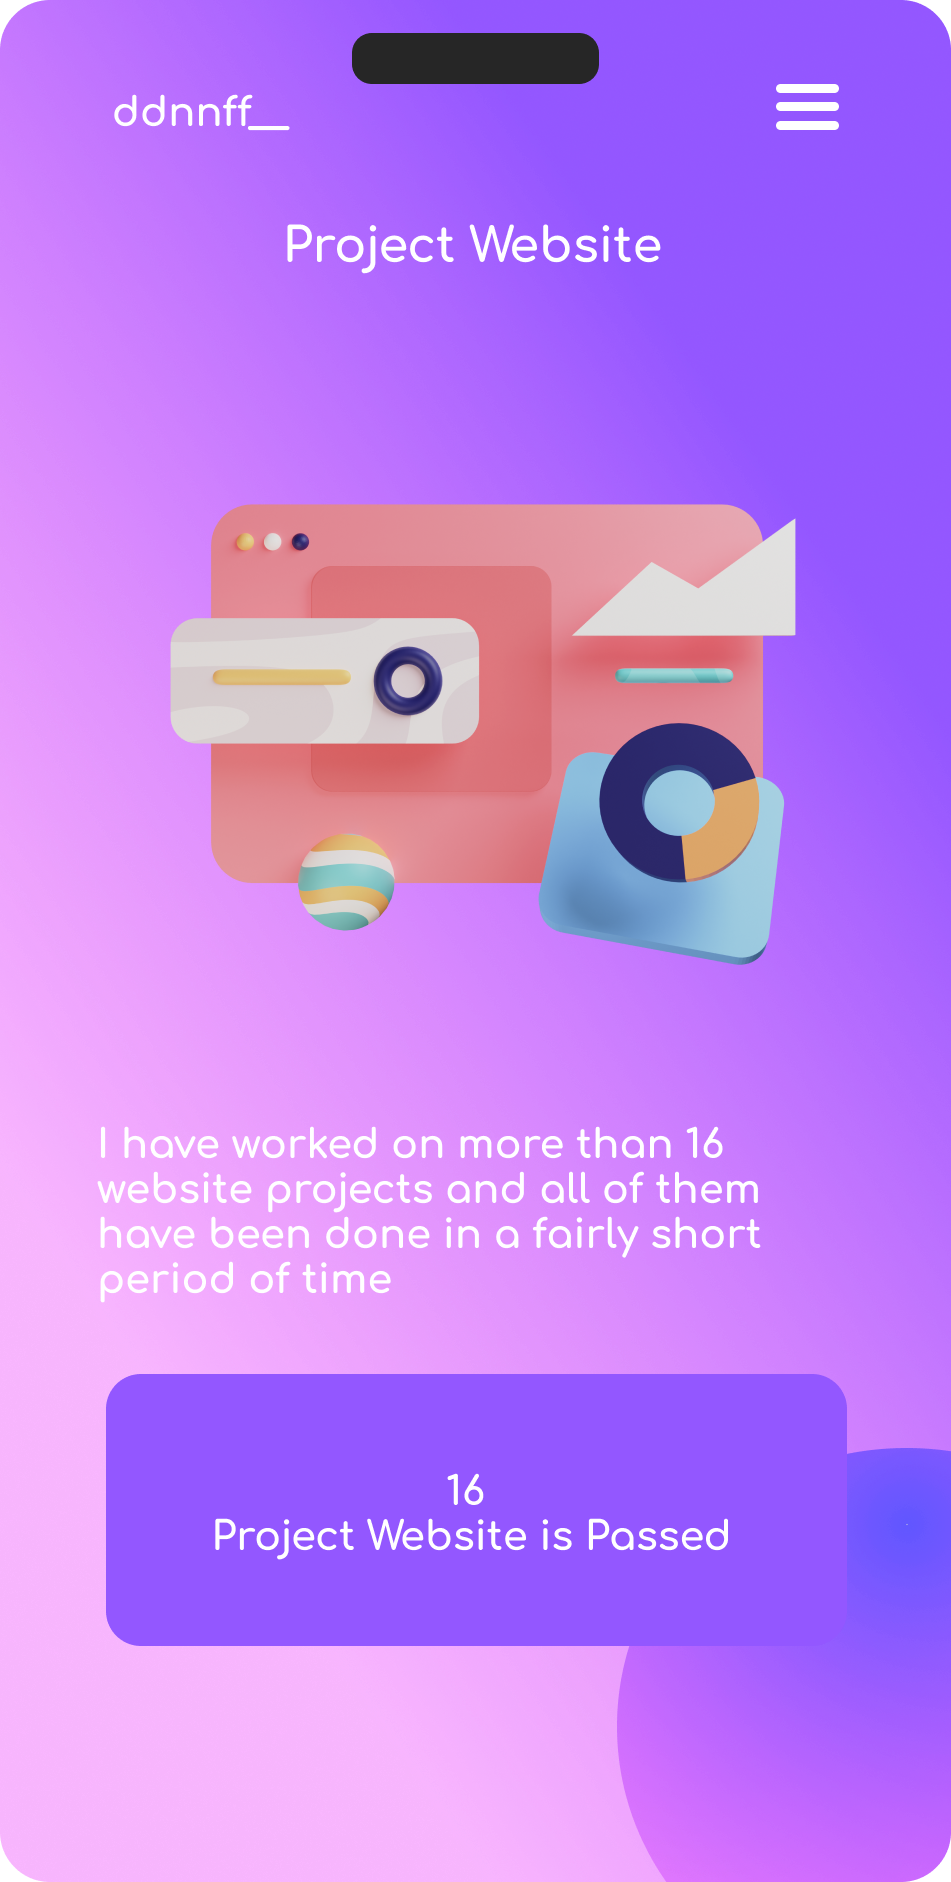 ddnnff__
Project Website
I have worked on more than 16
website projects and all of them
have been done in a fairly short
period of time
16
Project Website is Passed